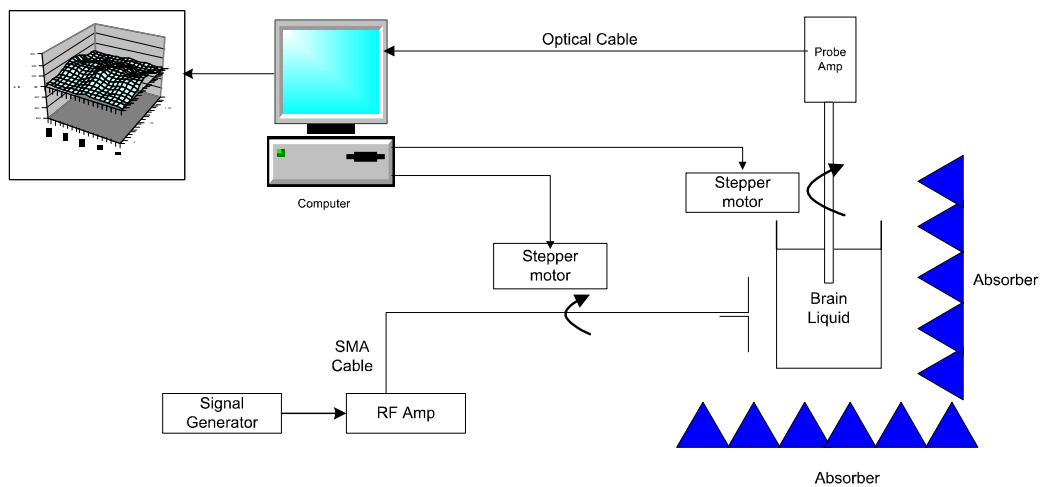 Optical Cable
Probe
Amp
Computer
Stepper
motor
Stepper
motor
Brain
Liquid
Absorber
SMA
Cable
Signal
Generator
RF Amp
Absorber